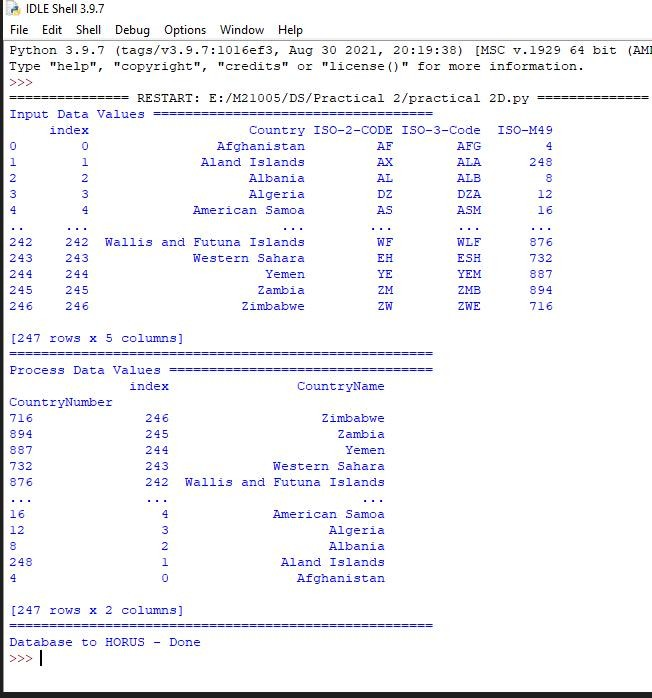 IDLE Shell 3.9.7
File Edit Shell Debug Options Window Help
Python 3.9.7 (tags/v3.9.7:1016ef3, Aug 30 2021, 20:19:38) [MSC v.1929 64 bit
Type "help", "copyright", "credits" or "license()" for more information.
>>>
=============== RESTART: E:/M21005/DS/Practical 2/practical 2D.py ==============
Input Data Values ===================================
index Country ISO-2-CODE ISO-3-Code ISO-M49
0 0 Afghanistan AF AFG 4
1 1 Aland Islands AX ALA 248
2 2 Albania AL ALB 8
3 3 Algeria DZ DZA 12
4 4 American Samoa AS ASM 16
.. ... ... ... ... ...
242 242 Wallis and Futuna Islands WF WLF 876
243 243 Western Sahara EH ESH 732
244 244 Yemen YE YEM 887
245 245 Zambia ZM ZMB 894
246 246 Zimbabwe ZW ZWE 716
[247 rows x 5 columns]
=====================================================
Process Data Values =================================
index CountryName
CountryNumber
716 246 Zimbabwe
894 245 Zambia
887 244 Yemen
732 243 Western Sahara
876 242 Wallis and Futuna Islands
... ... ...
16 4 American Samoa
12 3 Algeria
8 2 Albania
248 1 Aland Islands
4 0 Afghanistan
[247 rows x 2 columns]
=====================================================
Database to HORUS - Done
>>>